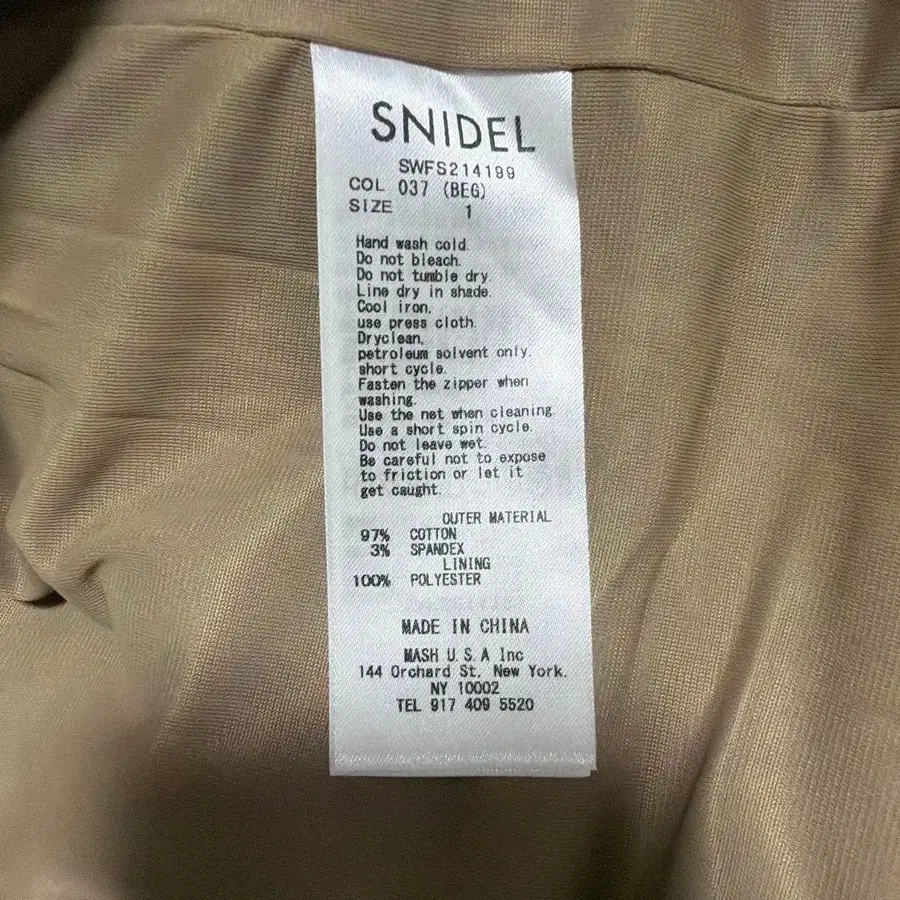 SNIDEL
SWFS214199
COL 037 (BEG)
SIZE 1
Hand wash cold.
Do not bleach.
Do not tumble dry.
Line dry in shade.
Cool iron,
use press cloth.
Dryclean,
petroleum solvent only.
short cycle.
Fasten the zipper when
washing.
Use the net when cleaning.
Use a short spin cycle.
Do not leave wet.
Be careful not to expose
to friction or let it
get caught.
OUTER MATERIAL
97% COTTON
3% SPANDEX
LINING
100% POLYESTER
MADE IN CHINA
MASH U.S.A Inc
144 Orchard St. New York.
NY 10002
TEL 917 409 5520